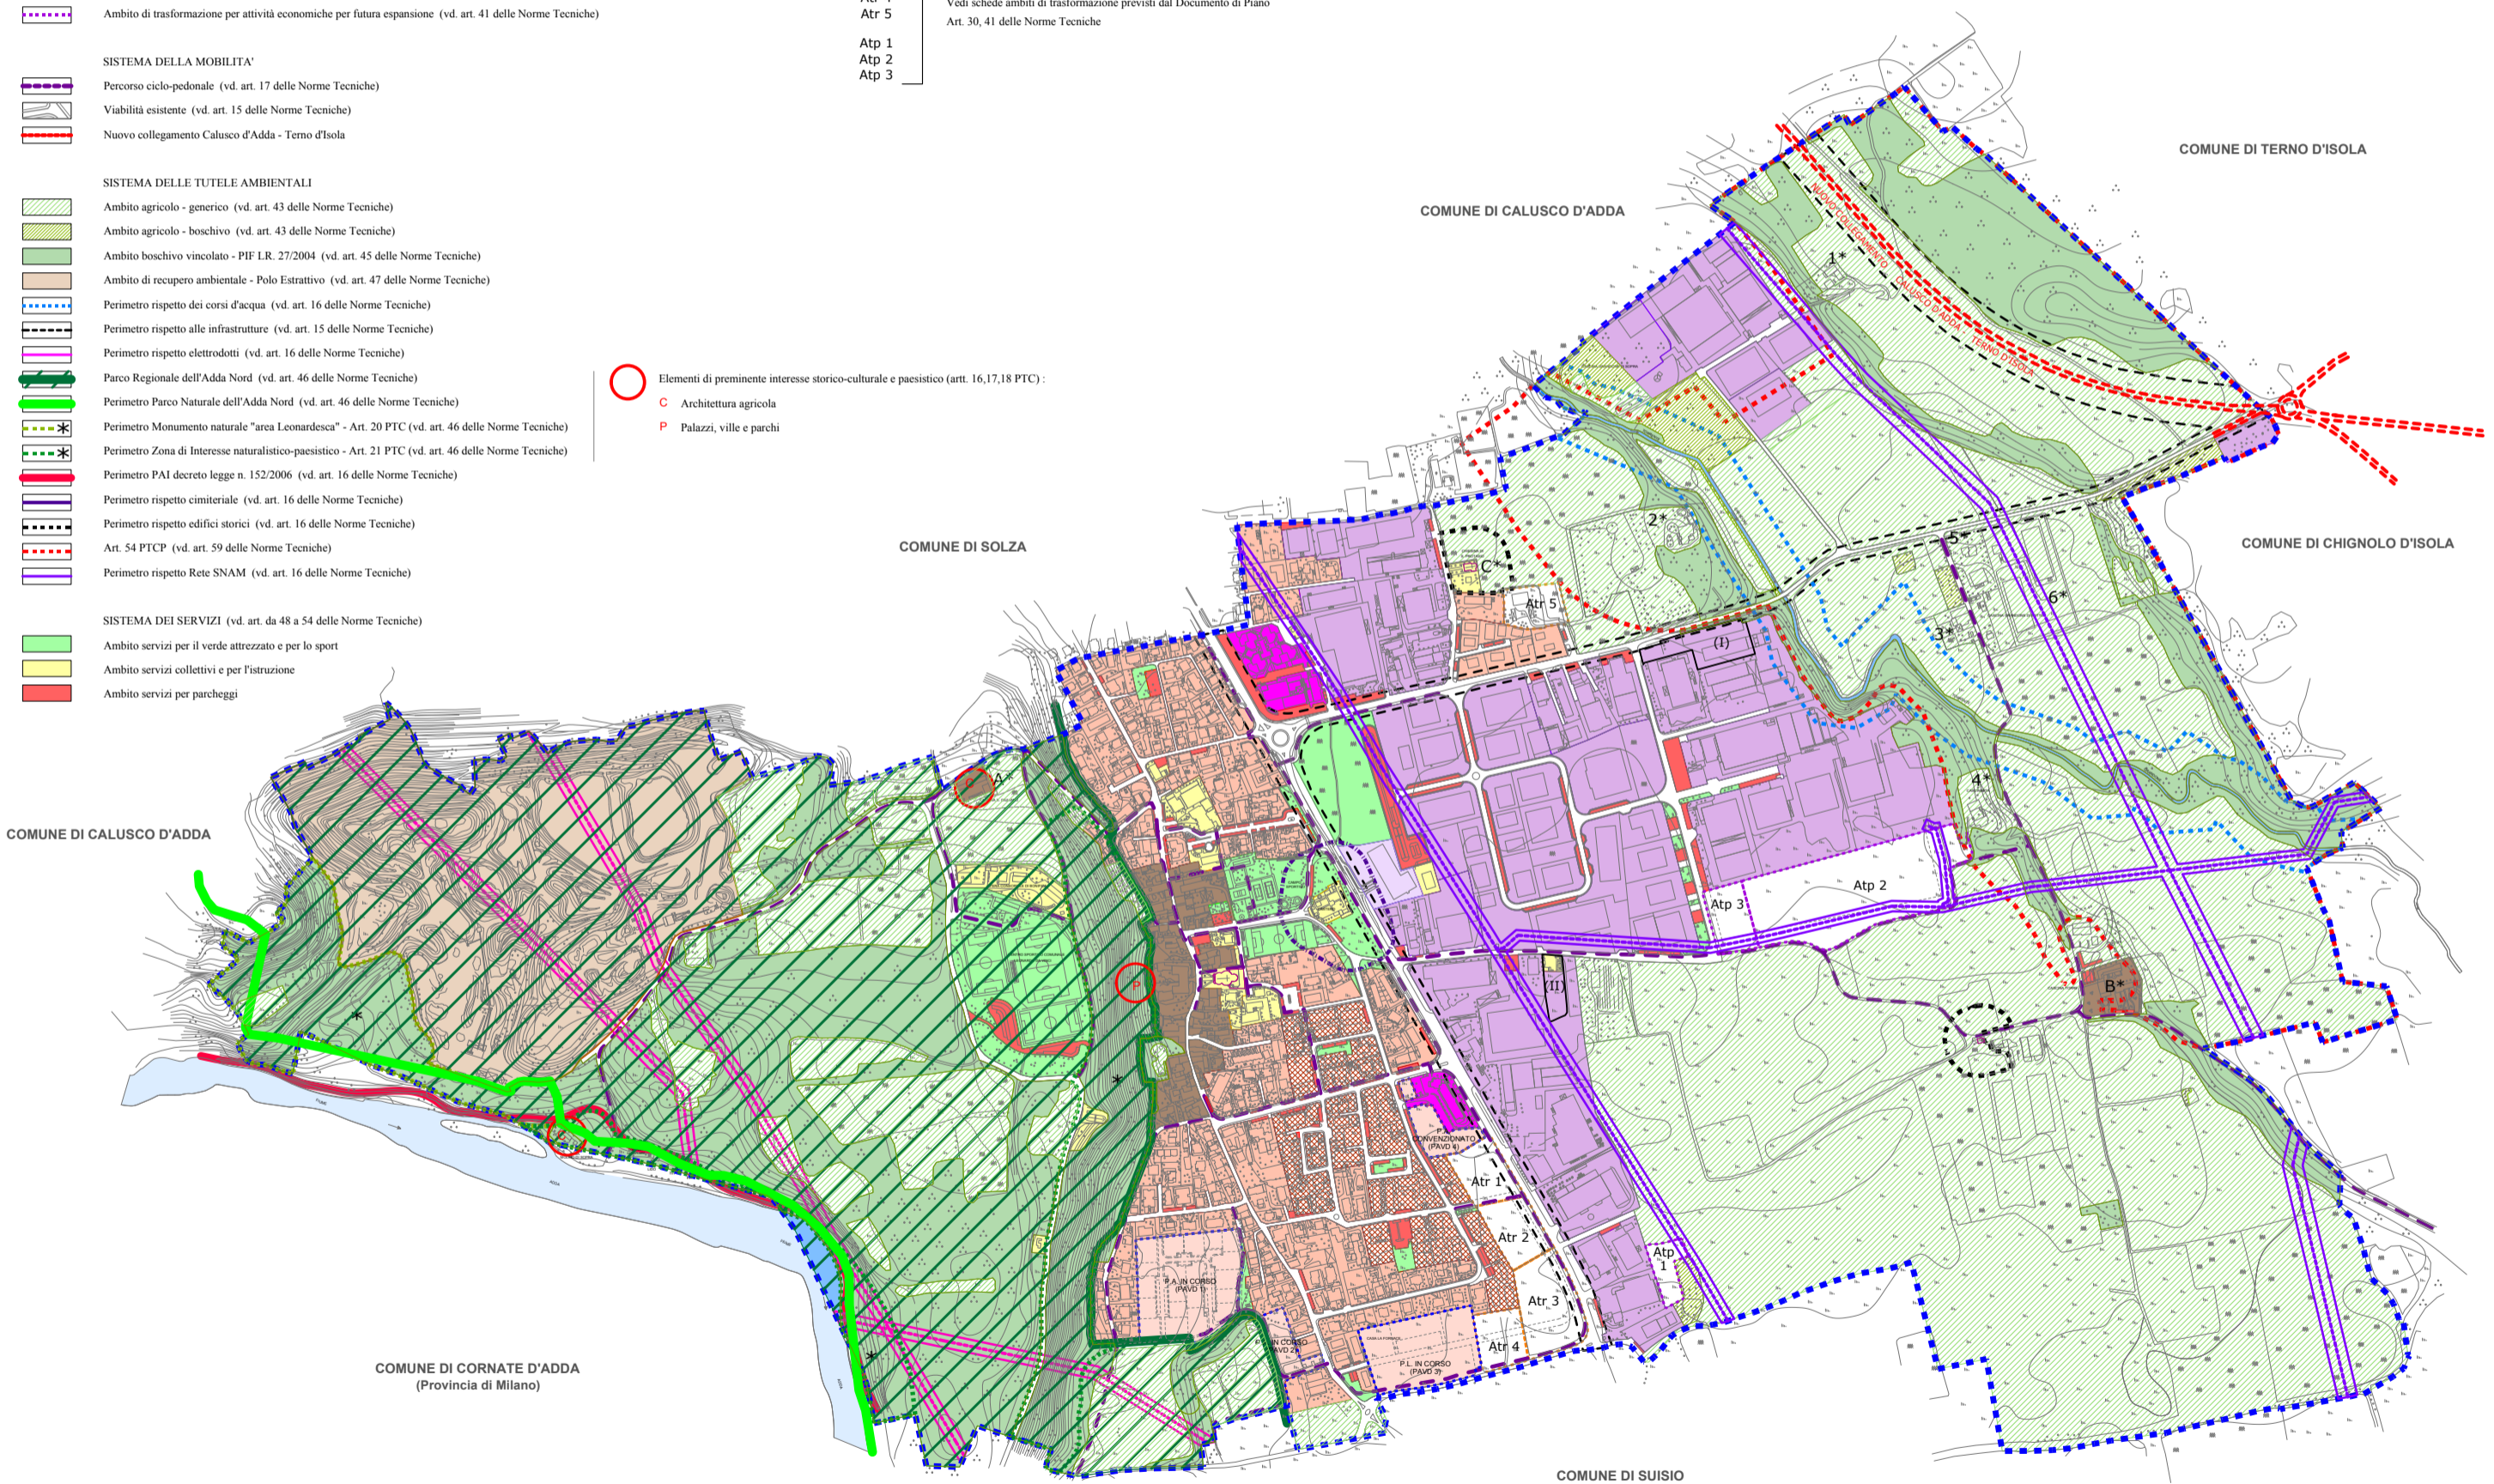 Ambito di trasformazione per attività economiche per futura espansione (vd. art. 41 delle Norme Tecniche)
SISTEMA DELLA MOBILITA'
Percorso ciclo-pedonale (vd. art. 17 delle Norme Tecniche)
Viabilità esistente (vd. art. 15 delle Norme Tecniche)
Nuovo collegamento Calusco d'Adda - Terno d'Isola
SISTEMA DELLE TUTELE AMBIENTALI
Ambito agricolo - generico (vd. art. 43 delle Norme Tecniche)
Ambito agricolo - boschivo (vd. art. 43 delle Norme Tecniche)
Ambito boschivo vincolato - PIF LR. 27/2004 (vd. art. 45 delle Norme Tecniche)
Ambito di recupero ambientale - Polo Estrattivo (vd. art. 47 delle Norme Tecniche)
Perimetro rispetto dei corsi d'acqua (vd. art. 16 delle Norme Tecniche)
Perimetro rispetto alle infrastrutture (vd. art. 15 delle Norme Tecniche)
Perimetro rispetto elettrodotti (vd. art. 16 delle Norme Tecniche)
Parco Regionale dell'Adda Nord (vd. art. 46 delle Norme Tecniche)
Perimetro Parco Naturale dell'Adda Nord (vd. art. 46 delle Norme Tecniche)
* Perimetro Monumento naturale "area Leonardesca" - Art. 20 PTC (vd. art. 46 delle Norme Tecniche)
* Perimetro Zona di Interesse naturalistico-paesistico - Art. 21 PTC (vd. art. 46 delle Norme Tecniche)
Perimetro PAI decreto legge n. 152/2006 (vd. art. 16 delle Norme Tecniche)
Perimetro rispetto cimiteriale (vd. art. 16 delle Norme Tecniche)
Perimetro rispetto edifici storici (vd. art. 16 delle Norme Tecniche)
Art. 54 PTCP (vd. art. 59 delle Norme Tecniche)
Perimetro rispetto Rete SNAM (vd. art. 16 delle Norme Tecniche)
SISTEMA DEI SERVIZI (vd. art. da 48 a 54 delle Norme Tecniche)
Ambito servizi per il verde attrezzato e per lo sport
Ambito servizi collettivi e per l'istruzione
Ambito servizi per parcheggi
Atr 5
Atp 1
Atp 2
Atp 3
Vedi schede ambiti di trasformazione previsti dal Documento di Piano
Art. 30, 41 delle Norme Tecniche
Elementi di preminente interesse storico-culturale e paesistico (artt. 16,17,18 PTC) :
C Architettura agricola
P Palazzi, ville e parchi
COMUNE DI TERNO D'ISOLA
COMUNE DI CALUSCO D'ADDA
NUOVO COLLEGAMENTO
CALUSCO D'ADDA -
TERNO D'ISOLA
1*
COMUNE DI SOLZA
COMUNE DI CHIGNOLO D'ISOLA
2*
5*
C*
6*
Atr 5
3*
(I)
A*
4*
COMUNE DI CALUSCO D'ADDA
Atp 2
Atp 3
P
(II)
B*
*
*
P.A.
CONVENZIONATO
(PAVD 4)
Atr 1
Atr 2
Atp
1
P.A. IN CORSO
(PAVD 1)
Atr 3
Atr 4
P.L. IN CORSO
(PAVD 3)
*
COMUNE DI CORNATE D'ADDA
(Provincia di Milano)
COMUNE DI SUISIO